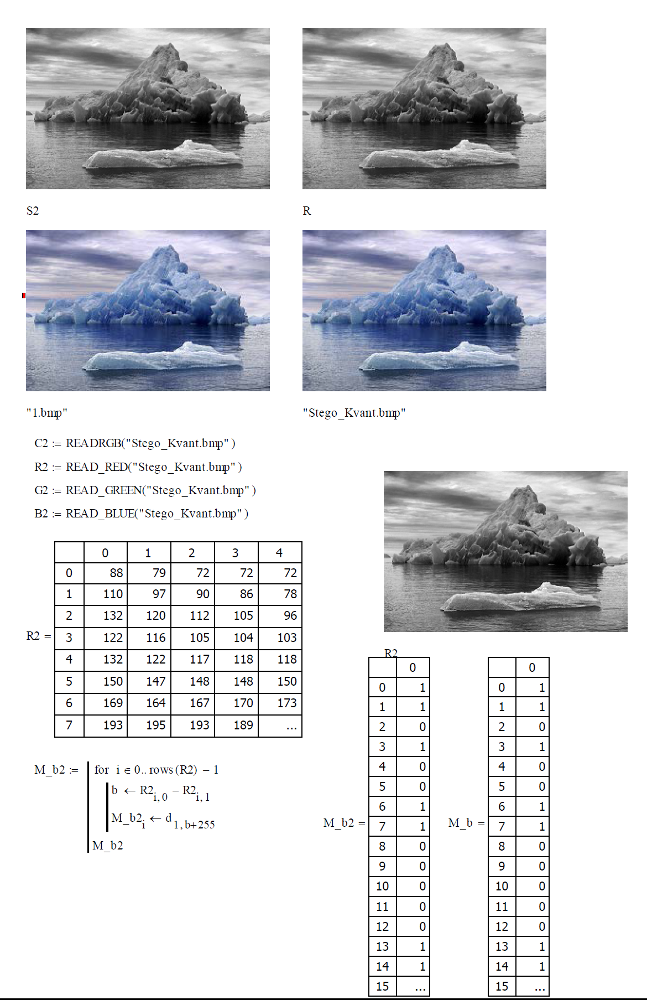 S2 R
"1.bmp" "Stego_Kvant.bmp"
C2 := READRGB("Stego_Kvant.bmp" )
R2 := READ_RED("Stego_Kvant.bmp" )
G2 := READ_GREEN("Stego_Kvant.bmp" )
B2 := READ_BLUE("Stego_Kvant.bmp" )
R2 =
0 1 2 3 4
0 88 79 72 72 72
1 110 97 90 86 78
2 132 120 112 105 96
3 122 116 105 104 103
4 132 122 117 118 118
5 150 147 148 148 150
6 169 164 167 170 173
7 193 195 193 189 ...
R2
M_b2 := for i ∈ 0.. rows(R2) − 1
b ← R2 i, 0 − R2 i, 1
M_b2 i ← d 1, b+255
M_b2
M_b2 =
0
0 1
1 1
2 0
3 1
4 0
5 0
6 1
7 1
8 0
9 0
10 0
11 0
12 0
13 1
14 1
15 ...
M_b =
0
0 1
1 1
2 0
3 1
4 0
5 0
6 1
7 1
8 0
9 0
10 0
11 0
12 0
13 1
14 1
15 ...